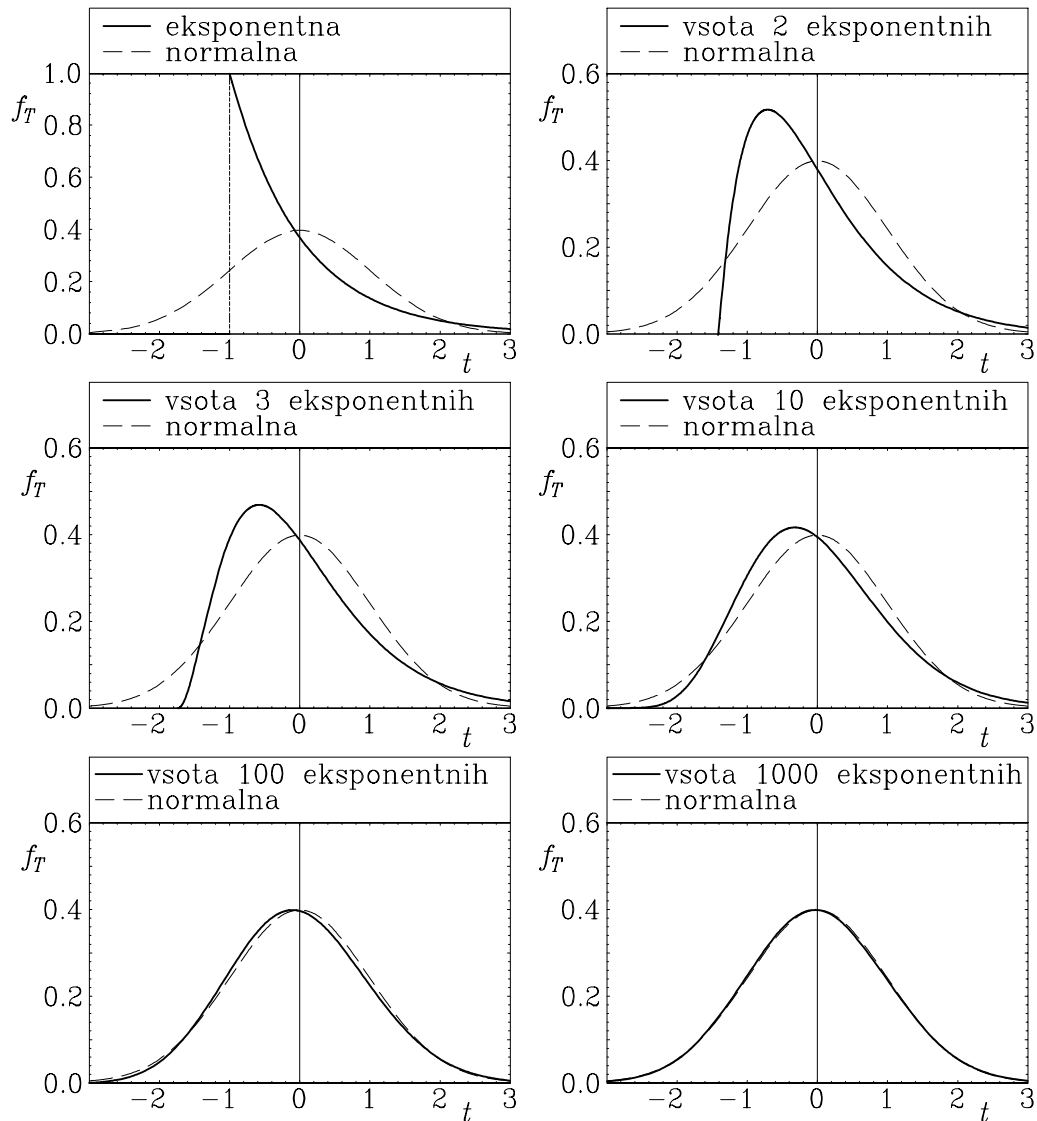 eksponentna
normalna
1.0
f_T
0.8
0.6
0.4
0.2
0.0
−2 −1 0 1 2 3
t
vsota 2 eksponentnih
normalna
0.6
f_T
0.4
0.2
0.0
−2 −1 0 1 2 3
t
vsota 3 eksponentnih
normalna
0.6
f_T
0.4
0.2
0.0
−2 −1 0 1 2 3
t
vsota 10 eksponentnih
normalna
0.6
f_T
0.4
0.2
0.0
−2 −1 0 1 2 3
t
vsota 100 eksponentnih
normalna
0.6
f_T
0.4
0.2
0.0
−2 −1 0 1 2 3
t
vsota 1000 eksponentnih
normalna
0.6
f_T
0.4
0.2
0.0
−2 −1 0 1 2 3
t